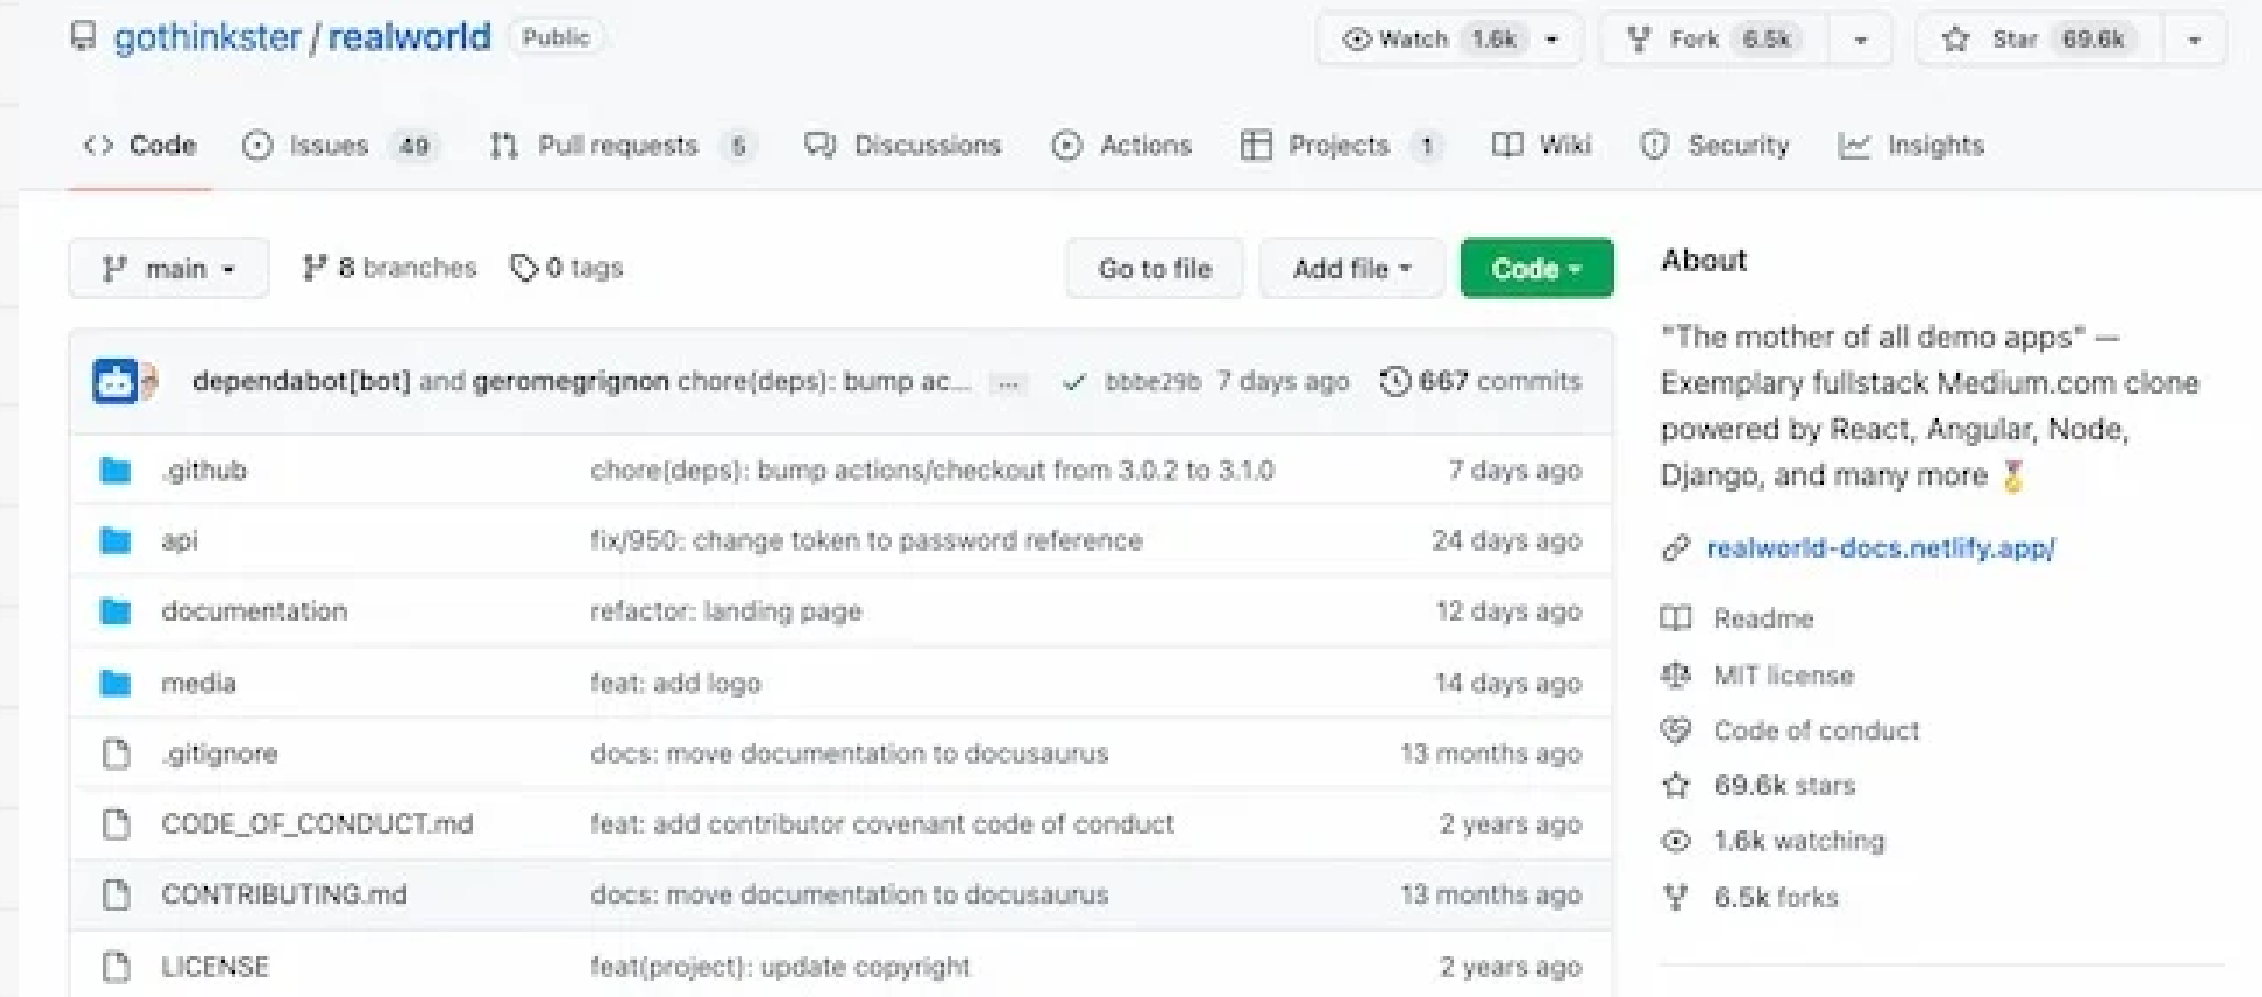 gothinkster / realworld Public Watch 1.6k Fork 6.5k Star 69.6k
Code Issues 49 Pull requests 6 Discussions Actions Projects 1 Wiki Security Insights
main 8 branches 0 tags Go to file Add file Code
dependabot[bot] and geromegrignon chore(deps): bump ac... ... bbbe29b 7 days ago 667 commits
.github chore(deps): bump actions/checkout from 3.0.2 to 3.1.0 7 days ago
api fix/950: change token to password reference 24 days ago
documentation refactor: landing page 12 days ago
media feat: add logo 14 days ago
.gitignore docs: move documentation to docusaurus 13 months ago
CODE_OF_CONDUCT.md feat: add contributor covenant code of conduct 2 years ago
CONTRIBUTING.md docs: move documentation to docusaurus 13 months ago
LICENSE feat(project): update copyright 2 years ago
About
"The mother of all demo apps" —
Exemplary fullstack Medium.com clone
powered by React, Angular, Node,
Django, and many more 🏅
realworld-docs.netlify.app/
Readme
MIT license
Code of conduct
69.6k stars
1.6k watching
6.5k forks